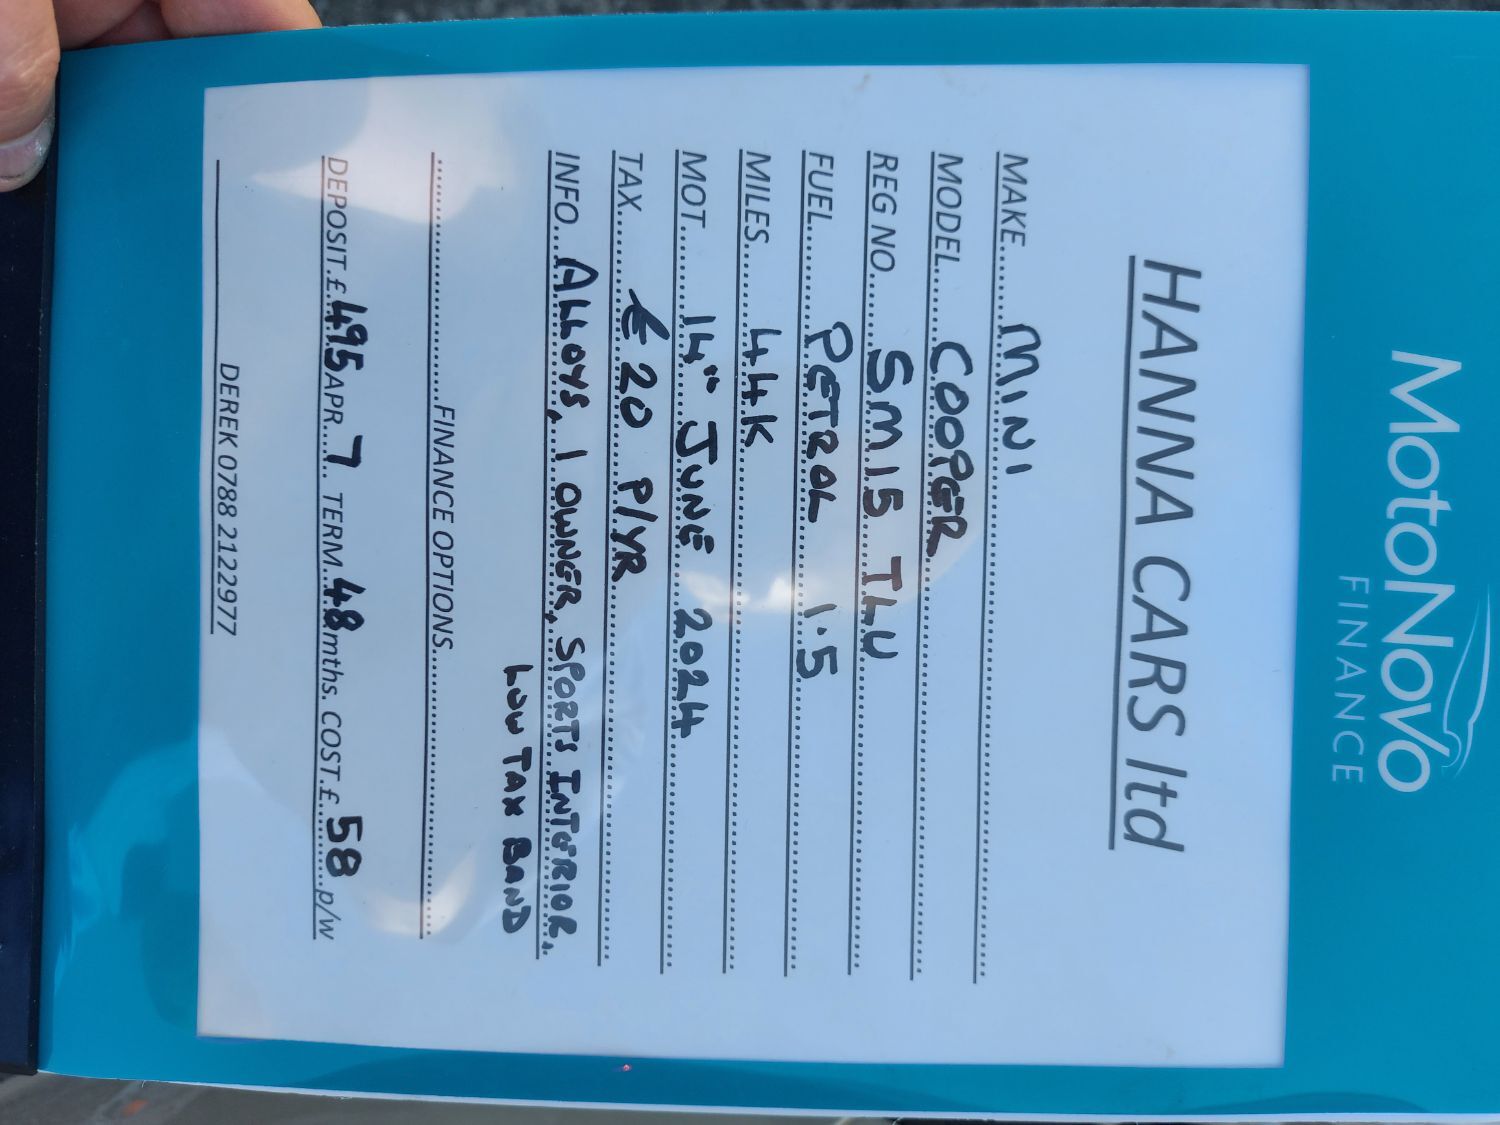 MotoNovo
FINANCE
HANNA CARS ltd
MAKE........MINI
MODEL....COOPER
REG NO.....SM15 TLU
FUEL.....PETROL 1.5
MILES.....44K
MOT.....14" JUNE 2024
TAX.....£20 P/YR
INFO...ALLOYS, 1 OWNER, SPORTS INTERIOR.
LOW TAX BAND
FINANCE OPTIONS
DEPOSIT.£.495 APR..7..TERM..48 mths. COST.£..58.....p/w
DEREK 0788 2122977